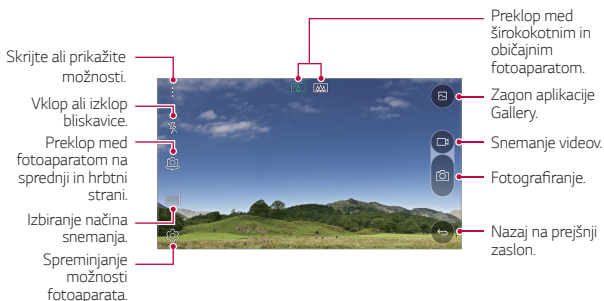 Skrijte ali prikažite
možnosti.
Vklop ali izklop
bliskavice.
Preklop med
fotoaparatom na
sprednji in hrbtni
strani.
Izbiranje načina
snemanja.
Spreminjanje
možnosti
fotoaparata.
Preklop med
širokokotnim in
običajnim
fotoaparatom.
Zagon aplikacije
Gallery.
Snemanje videov.
Fotografiranje.
Nazaj na prejšnji
zaslon.